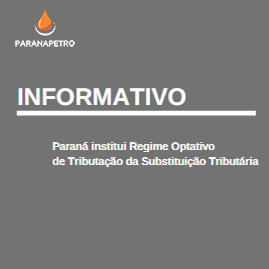 PARANAPETRO
INFORMATIVO
Paraná institui Regime Optativo
de Tributação da Substituição Tributária